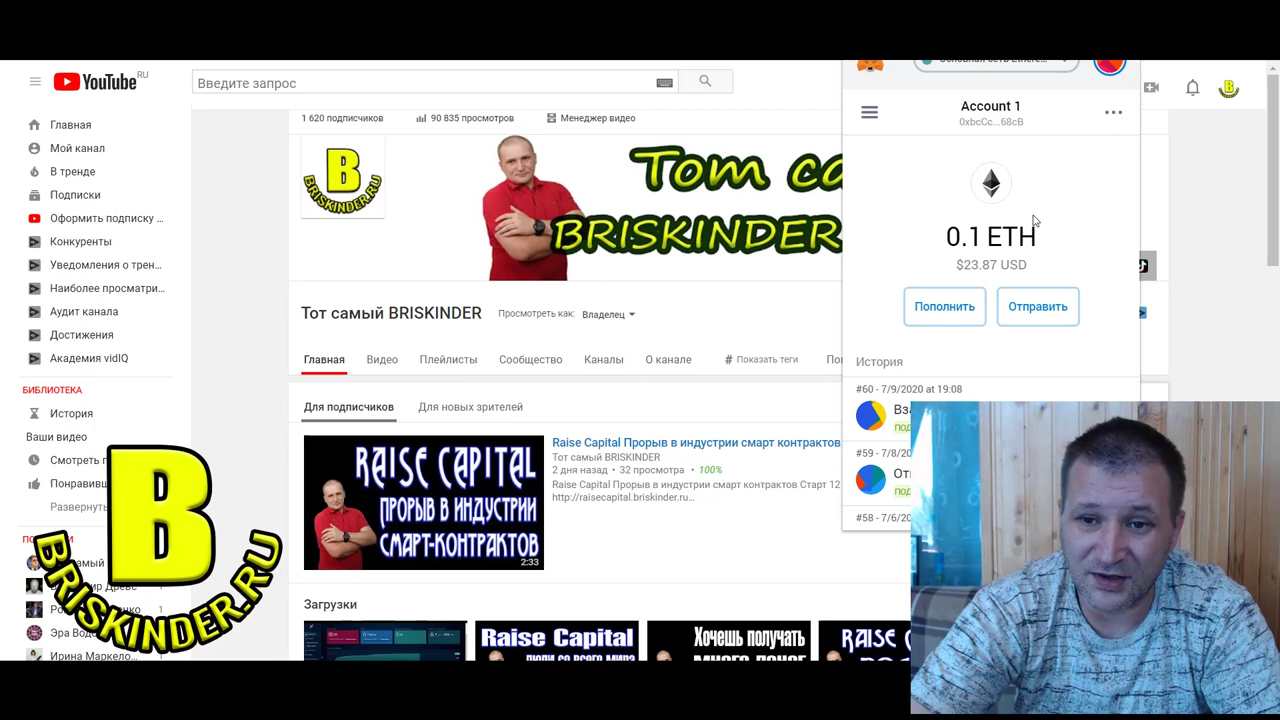 YouTube RU
Введите запрос
Главная
Мой канал
В тренде
Подписки
Оформить подписку ...
Конкуренты
Уведомления о трен...
Наиболее просматри...
Аудит канала
Достижения
Академия vidIQ
БИБЛИОТЕКА
История
Ваши видео
Смотреть
Развернуть
1 620 подписчиков
90 835 просмотров
Менеджер видео
B
BRISKINDER.RU
Тот
BRISKINDER
Тот самый BRISKINDER
Просмотреть как:
Владелец
Главная
Видео
Плейлисты
Сообщество
Каналы
О канале
# Показать теги
Для подписчиков
Для новых зрителей
RAISE CAPITAL
ПРОРЫВ В ИНДУСТРИИ
СМАРТ-КОНТРАКТОВ
2:33
Raise Capital Прорыв в индустрии смарт контрактов
Тот самый BRISKINDER
2 дня назад • 32 просмотра • 100%
Raise Capital Прорыв в индустрии смарт контрактов Старт 12
http://raisecapital.briskinder.ru...
Загрузки
Raise Capital
Хочешь получать
Account 1
0xbcCc...68cB
0.1 ETH
$23.87 USD
Пополнить
Отправить
История
#60 - 7/9/2020 at 19:08
#59 - 7/8/20
#58 - 7/6/20
B
BRISKINDER.RU